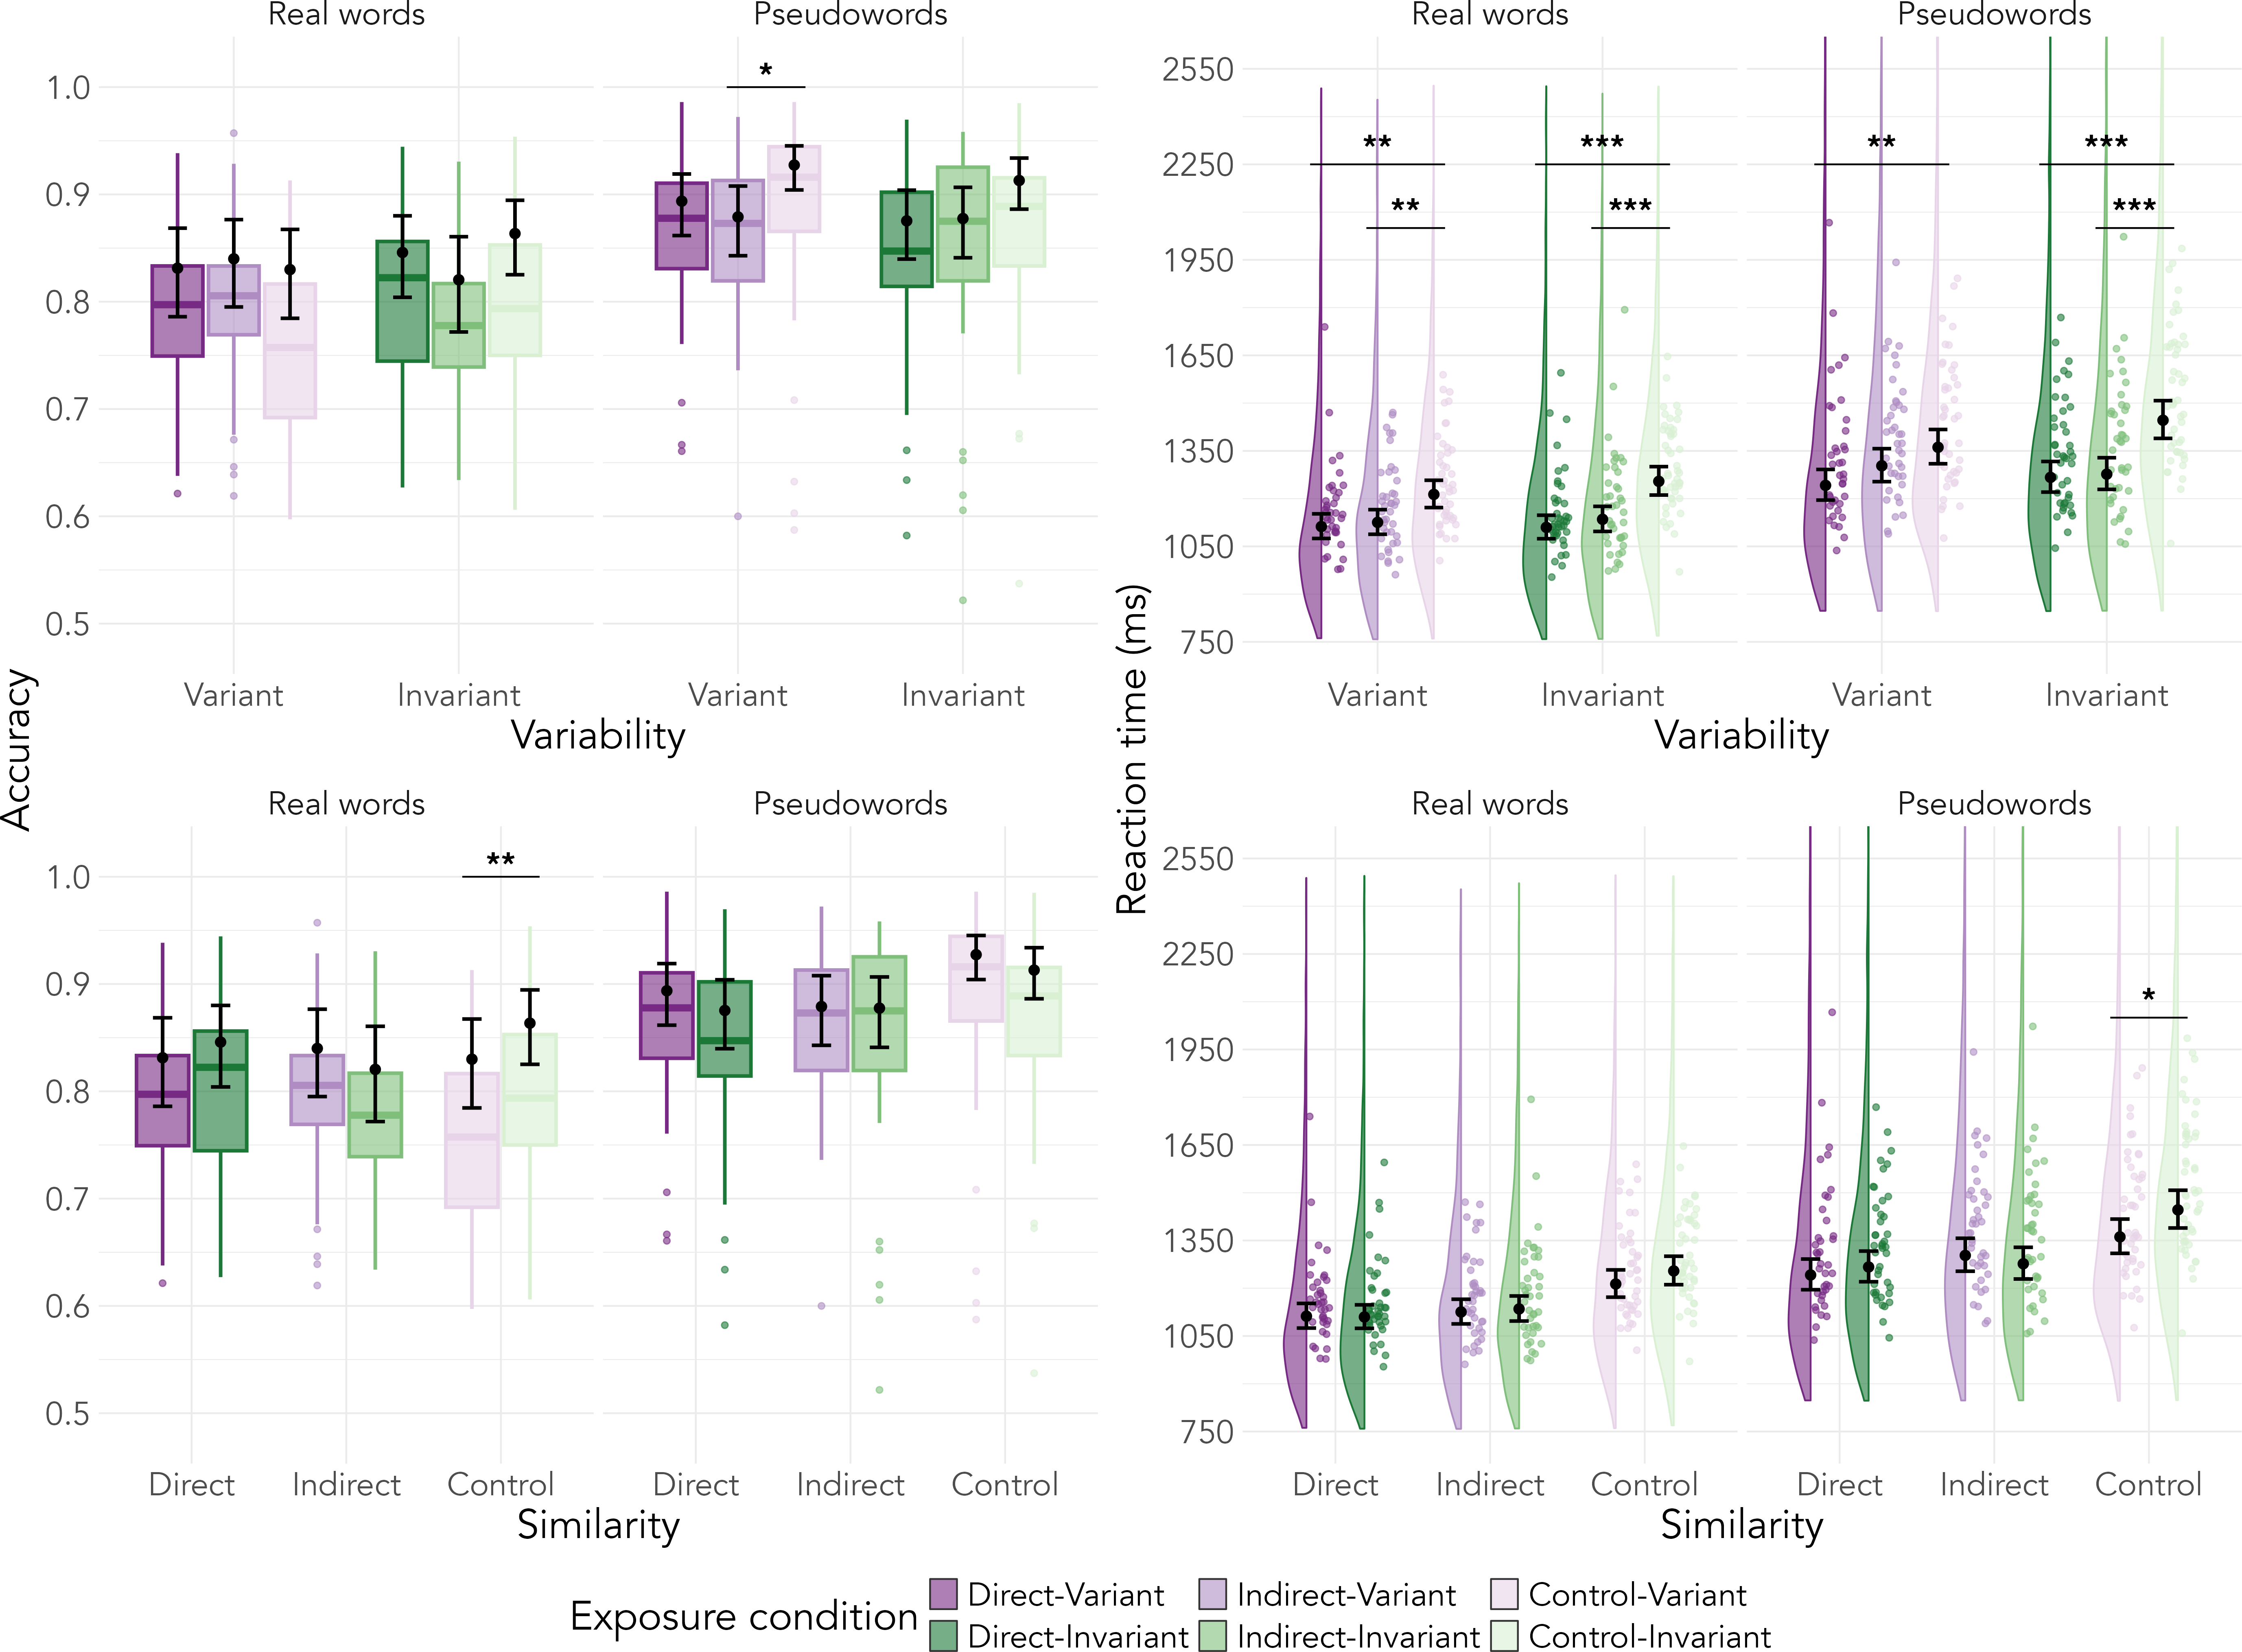 Real words Pseudowords
*
1.0
0.9
0.8
0.7
0.6
0.5
Variant Invariant Variant Invariant
Variability
Real words Pseudowords
2550
** *** ** ***
2250
** *** ***
1950
1650
1350
1050
750
Variant Invariant Variant Invariant
Variability
Accuracy
Reaction time (ms)
Real words Pseudowords
**
1.0
0.9
0.8
0.7
0.6
0.5
Direct Indirect Control Direct Indirect Control
Similarity
Real words Pseudowords
2550
2250
*
1950
1650
1350
1050
750
Direct Indirect Control Direct Indirect Control
Similarity
Exposure condition
Direct-Variant Indirect-Variant Control-Variant
Direct-Invariant Indirect-Invariant Control-Invariant